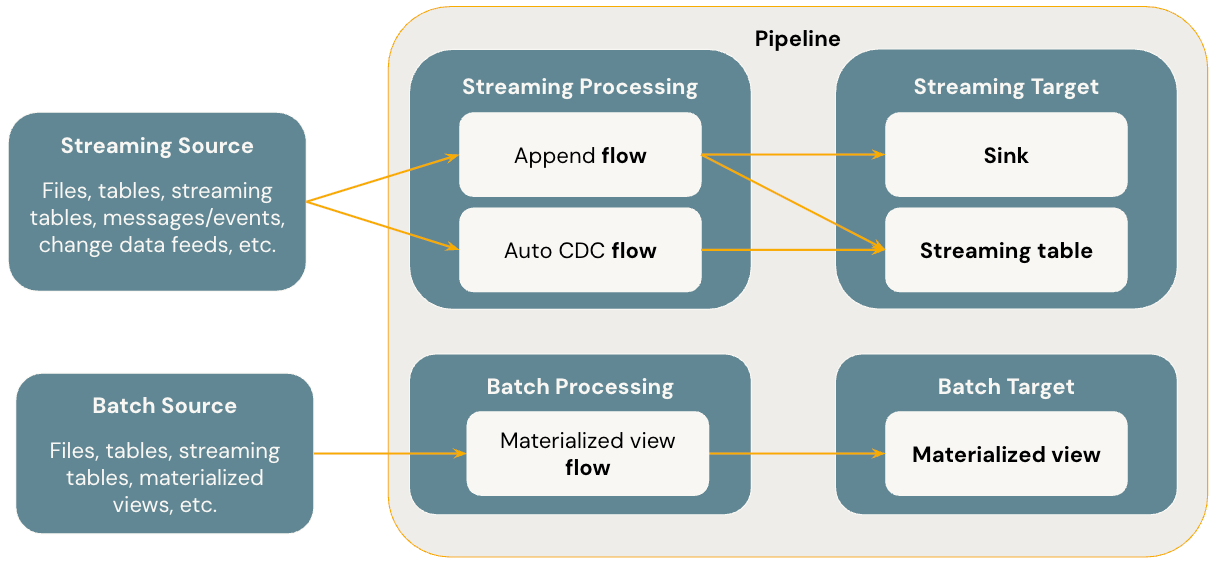 Pipeline
Streaming Source
Files, tables, streaming
tables, messages/events,
change data feeds, etc.
Streaming Processing
Append flow
Auto CDC flow
Streaming Target
Sink
Streaming table
Batch Source
Files, tables, streaming
tables, materialized
views, etc.
Batch Processing
Materialized view
flow
Batch Target
Materialized view